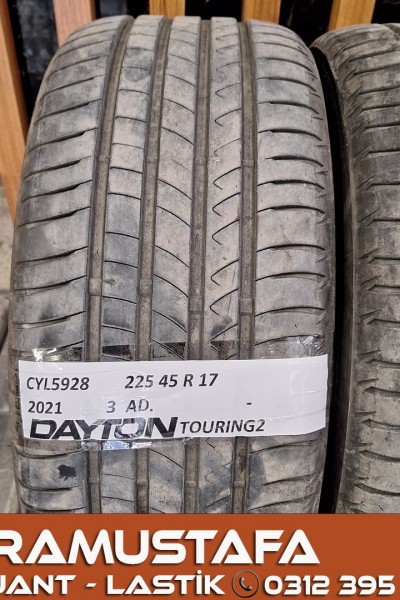 CYL5928 225 45 R 17
2021 3 AD. -
DAYTON TOURING2
RAMUSTAFA
JANT - LASTİK 0312 395